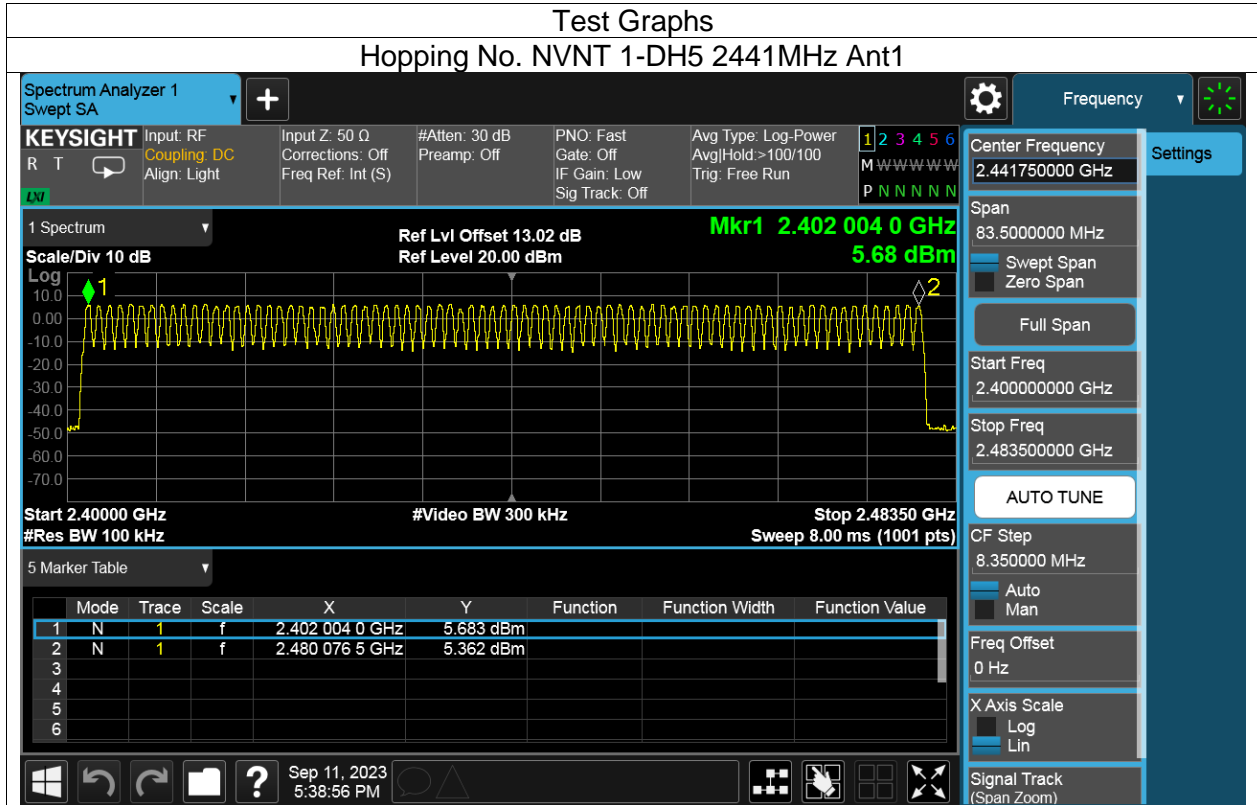 Test Graphs
Hopping No. NVNT 1-DH5 2441MHz Ant1
Spectrum Analyzer 1
Swept SA
+
Frequency
KEYSIGHT
R T
LXI
Input: RF
Coupling: DC
Align: Light
Input Z: 50 Ω
Corrections: Off
Freq Ref: Int (S)
#Atten: 30 dB
Preamp: Off
PNO: Fast
Gate: Off
IF Gain: Low
Sig Track: Off
Avg Type: Log-Power
Avg|Hold:>100/100
Trig: Free Run
1 2 3 4 5 6
M W W W W W
P N N N N N
1 Spectrum
Scale/Div 10 dB
Ref Lvl Offset 13.02 dB
Ref Level 20.00 dBm
Mkr1 2.402 004 0 GHz
5.68 dBm
Log
10.0
0.00
-10.0
-20.0
-30.0
-40.0
-50.0
-60.0
-70.0
1
2
Start 2.40000 GHz
#Video BW 300 kHz
Stop 2.48350 GHz
#Res BW 100 kHz
Sweep 8.00 ms (1001 pts)
5 Marker Table
Mode Trace Scale X Y Function Function Width Function Value
1 N 1 f 2.402 004 0 GHz 5.683 dBm
2 N 1 f 2.480 076 5 GHz 5.362 dBm
3
4
5
6
Center Frequency
2.441750000 GHz
Settings
Span
83.5000000 MHz
Swept Span
Zero Span
Full Span
Start Freq
2.400000000 GHz
Stop Freq
2.483500000 GHz
AUTO TUNE
CF Step
8.350000 MHz
Auto
Man
Freq Offset
0 Hz
X Axis Scale
Log
Lin
Signal Track
(Span Zoom)
?
Sep 11, 2023
5:38:56 PM